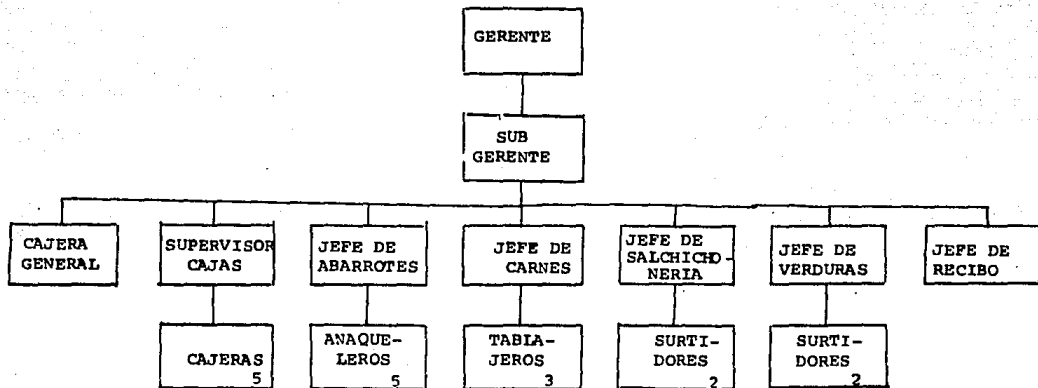 GERENTE
SUB
GERENTE
CAJERA
GENERAL
SUPERVISOR
CAJAS
JEFE DE
ABARROTES
JEFE DE
CARNES
JEFE DE
SALCHICHO-
NERIA
JEFE DE
VERDURAS
JEFE DE
RECIBO
CAJERAS
5
ANAQUE-
LEROS
5
TABLA-
JEROS
3
SURTI-
DORES
2
SURTI-
DORES
2